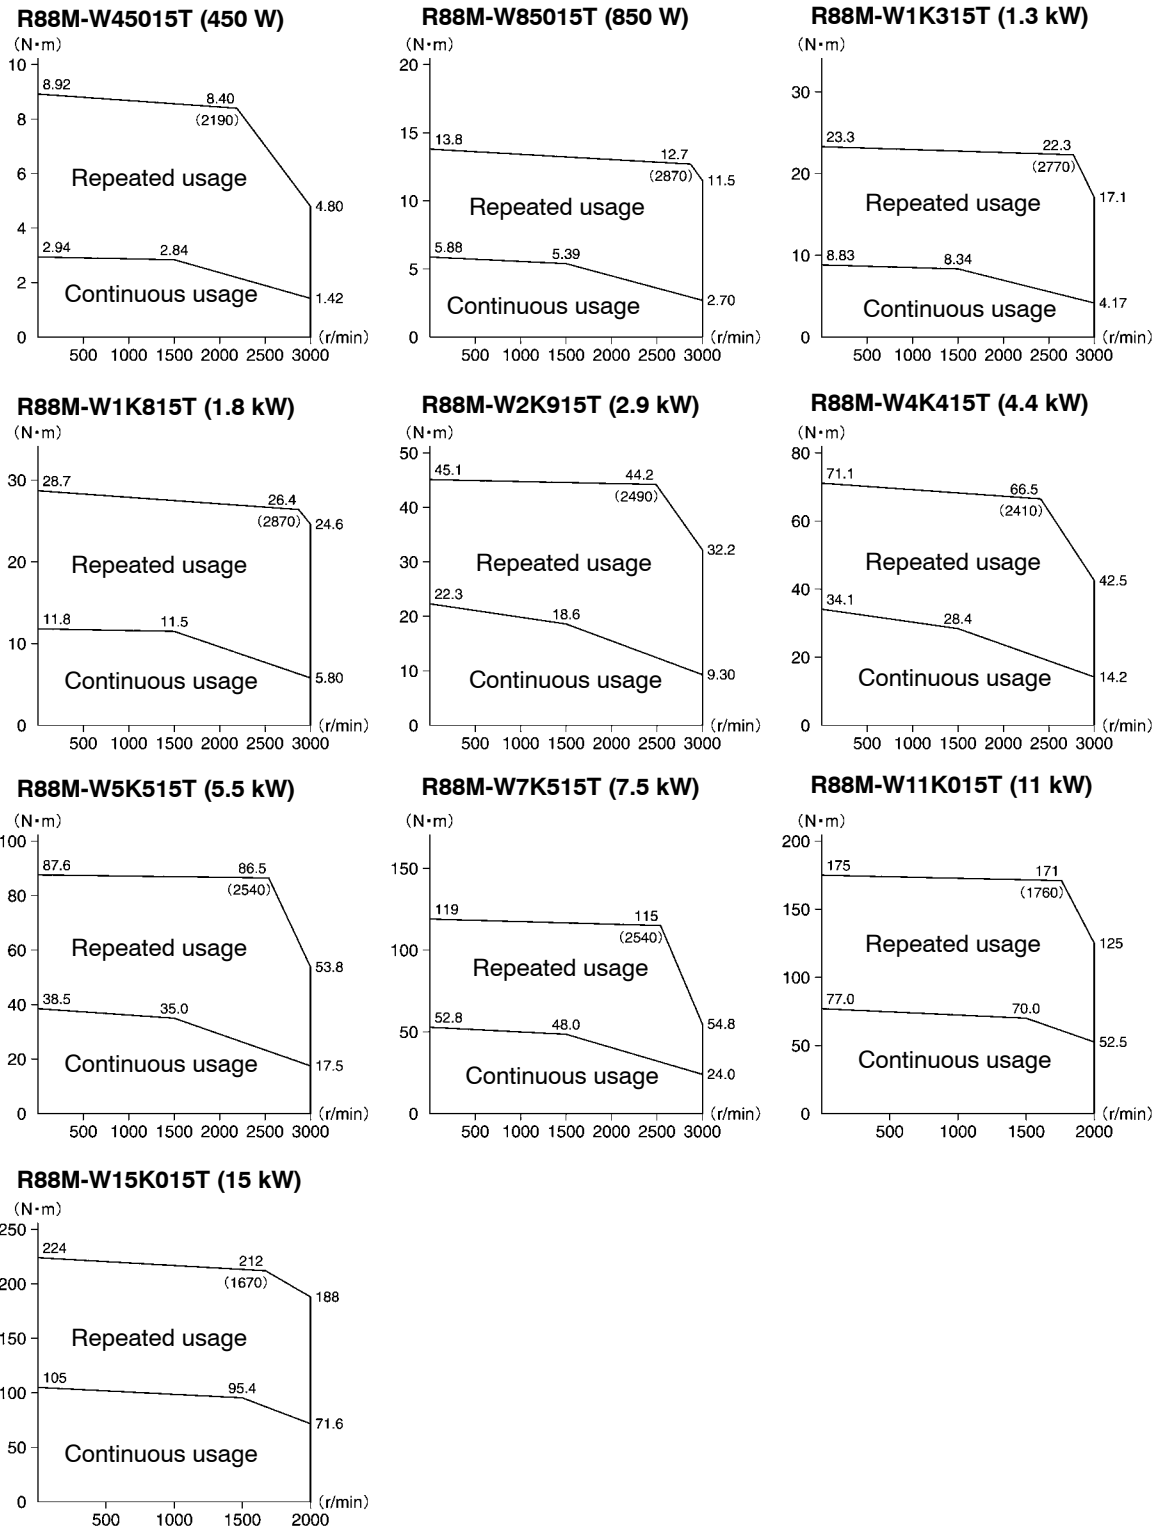 R88M-W45015T (450 W)
(N·m)
10
8.92
8.40
(2190)
8
Repeated usage
6
4.80
4
2.94
2.84
2
Continuous usage
1.42
0
(r/min)
500 1000 1500 2000 2500 3000
R88M-W85015T (850 W)
(N·m)
20
15
13.8
12.7
(2870)
11.5
10
Repeated usage
5.88
5.39
5
Continuous usage
2.70
0
(r/min)
500 1000 1500 2000 2500 3000
R88M-W1K315T (1.3 kW)
(N·m)
30
23.3
22.3
(2770)
20
17.1
Repeated usage
10
8.83
8.34
Continuous usage
4.17
0
(r/min)
500 1000 1500 2000 2500 3000
R88M-W1K815T (1.8 kW)
(N·m)
30
28.7
26.4
(2870)
24.6
20
Repeated usage
11.8
11.5
10
Continuous usage
5.80
0
(r/min)
500 1000 1500 2000 2500 3000
R88M-W2K915T (2.9 kW)
(N·m)
50
45.1
44.2
(2490)
40
32.2
30
Repeated usage
22.3
18.6
20
10
Continuous usage
9.30
0
(r/min)
500 1000 1500 2000 2500 3000
R88M-W4K415T (4.4 kW)
(N·m)
80
71.1
66.5
(2410)
60
Repeated usage
42.5
40
34.1
28.4
20
Continuous usage
14.2
0
(r/min)
500 1000 1500 2000 2500 3000
R88M-W5K515T (5.5 kW)
(N·m)
100
87.6
86.5
(2540)
80
60
Repeated usage
53.8
40
38.5
35.0
20
Continuous usage
17.5
0
(r/min)
500 1000 1500 2000 2500 3000
R88M-W7K515T (7.5 kW)
(N·m)
150
119
115
(2540)
100
Repeated usage
54.8
52.8
48.0
50
Continuous usage
24.0
0
(r/min)
500 1000 1500 2000 2500 3000
R88M-W11K015T (11 kW)
(N·m)
200
175
171
(1760)
150
Repeated usage
125
100
77.0
70.0
50
Continuous usage
52.5
0
(r/min)
500 1000 1500 2000
R88M-W15K015T (15 kW)
(N·m)
250
224
212
(1670)
200
188
150
Repeated usage
105
95.4
100
71.6
50
Continuous usage
0
(r/min)
500 1000 1500 2000